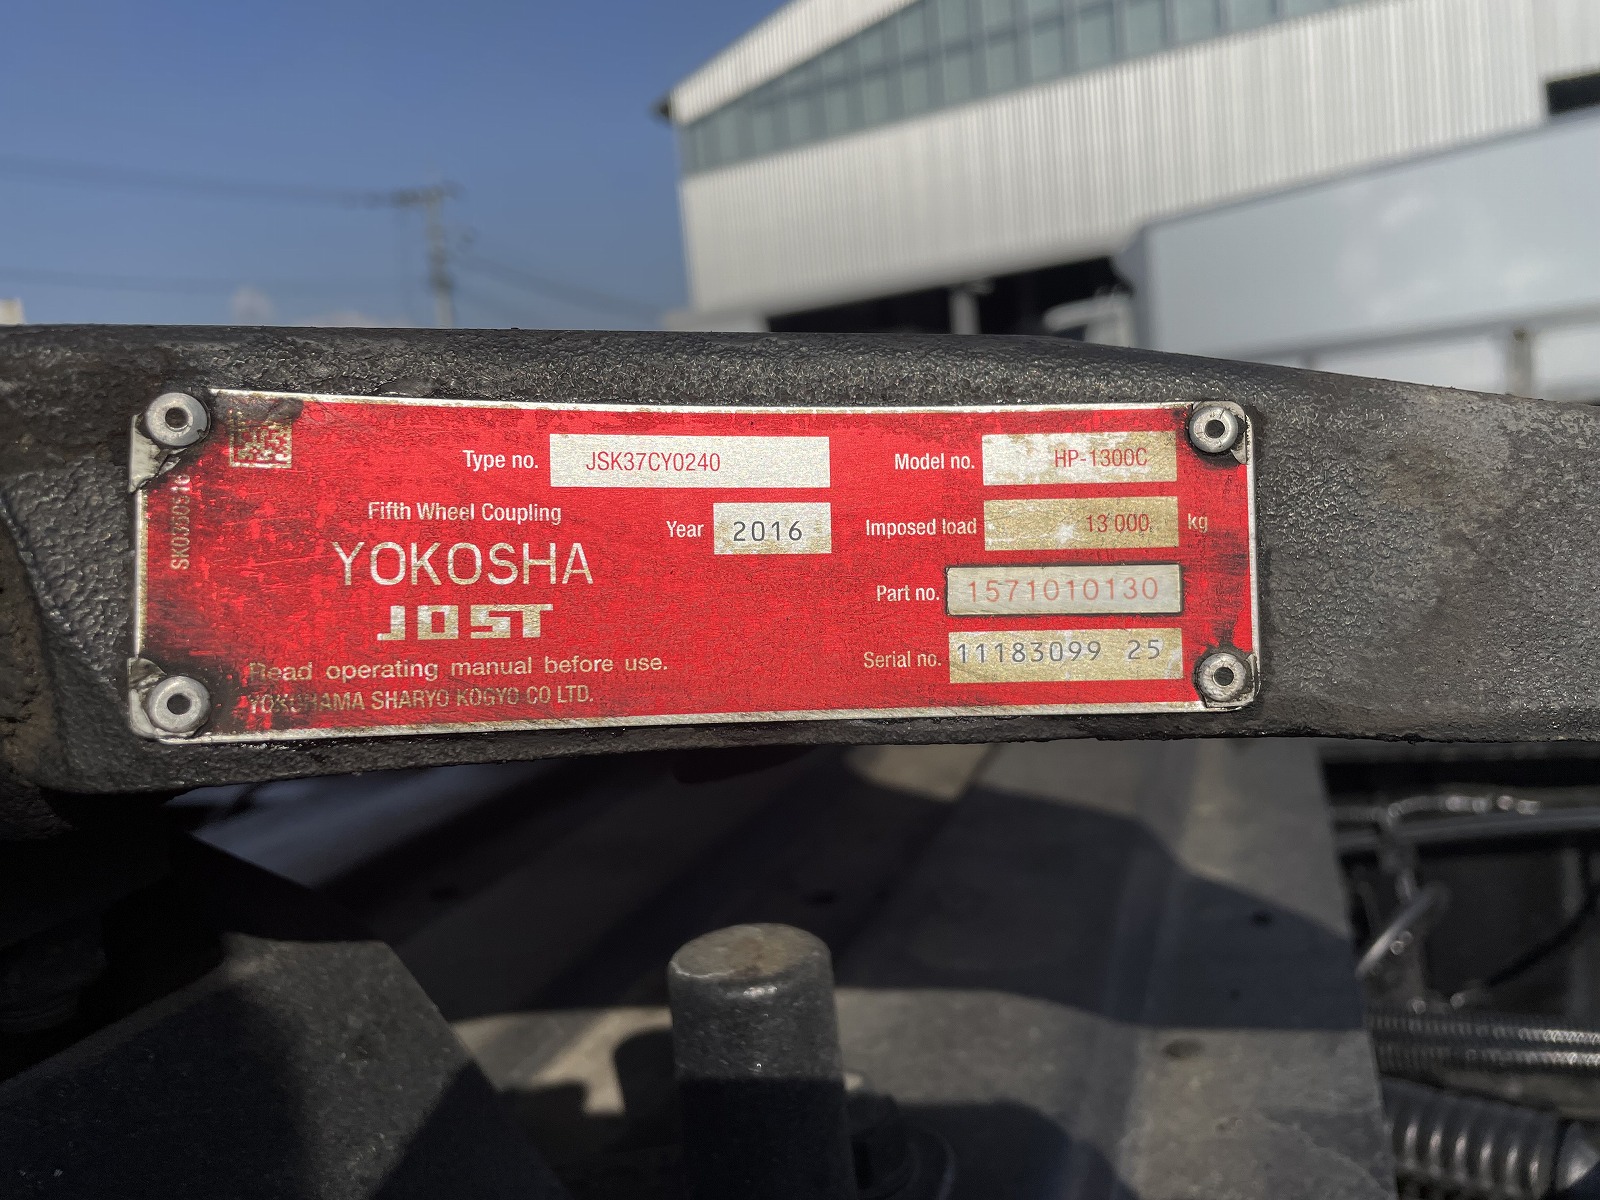 Type no. JSK37CY0240
Model no. HP-1300C
Fifth Wheel Coupling
Year 2016
Imposed load 13 000 kg
YOKOSHA
JOST
Part no. 1571010130
Serial no. 11183099 25
Read operating manual before use.
YOKOHAMA SHARYO KOGYO CO LTD.